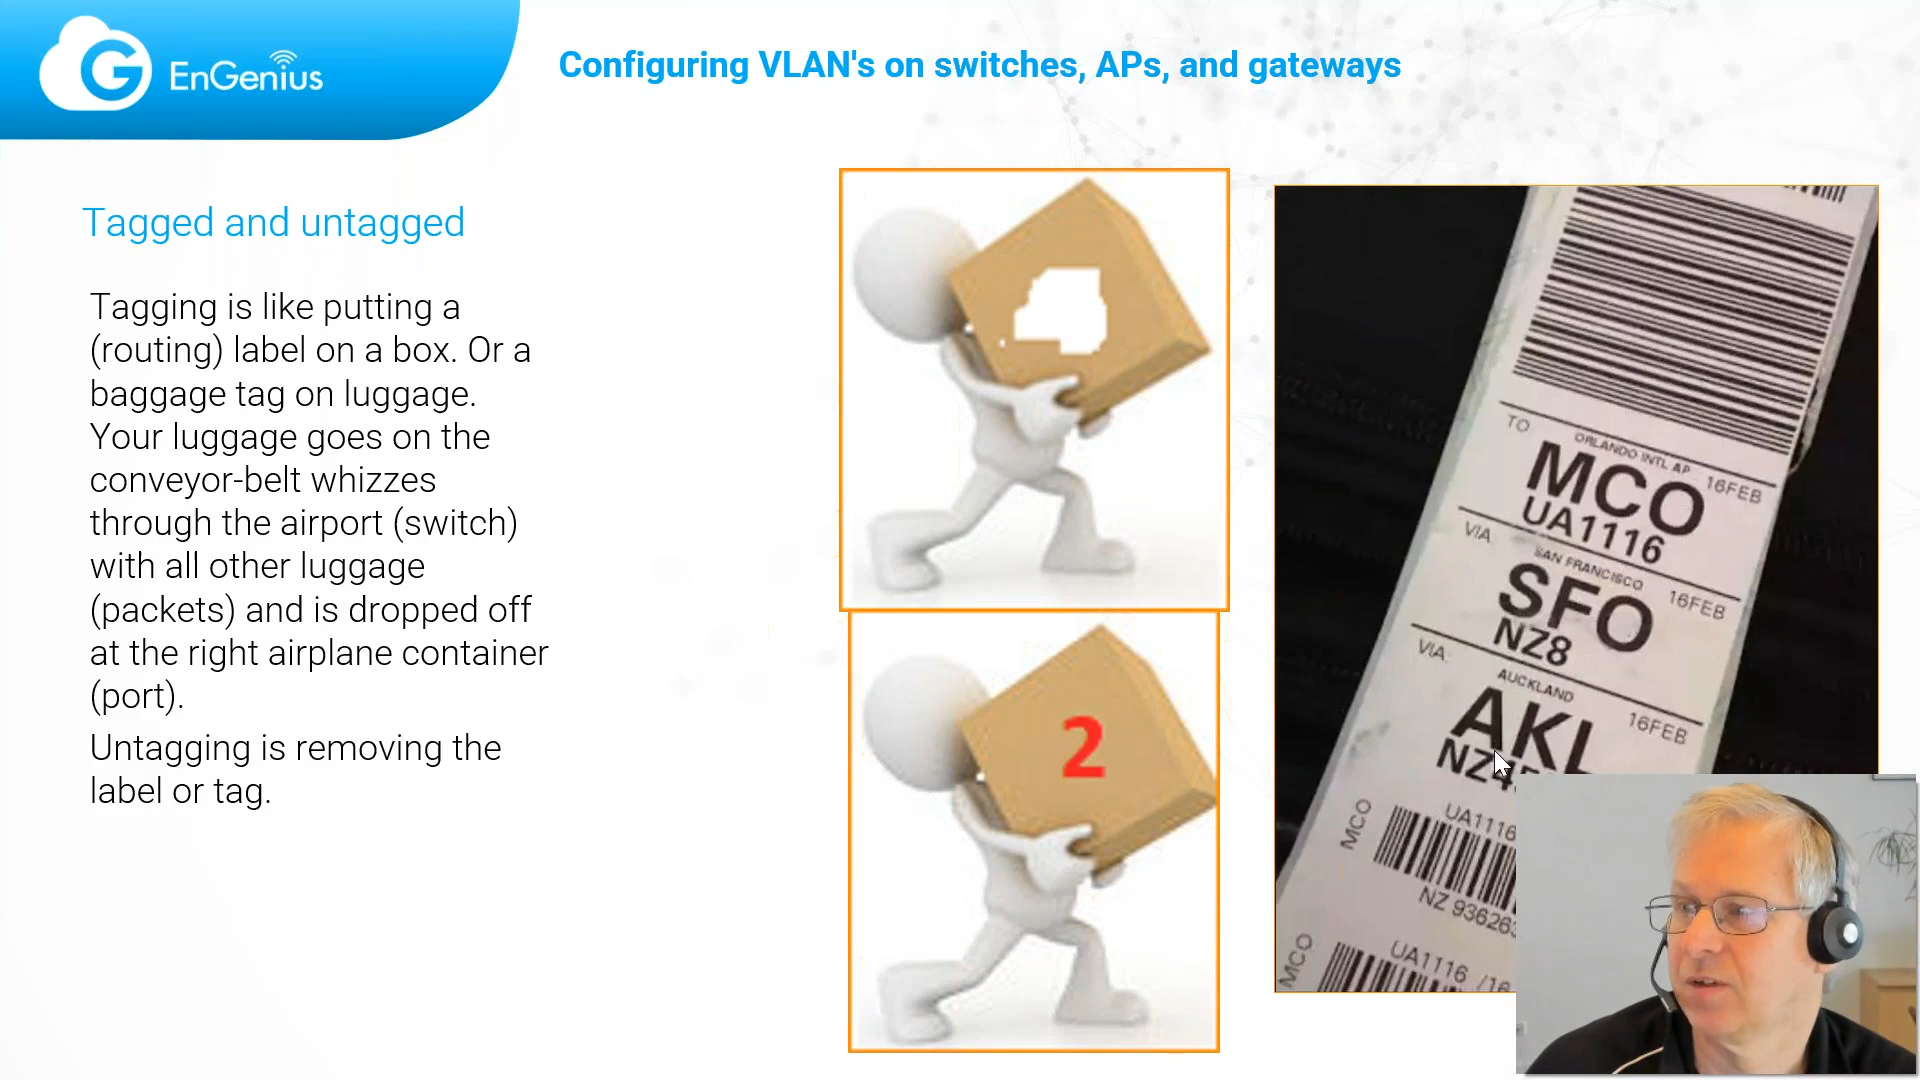 EnGenius
Configuring VLAN's on switches, APs, and gateways
Tagged and untagged
Tagging is like putting a
(routing) label on a box. Or a
baggage tag on luggage.
Your luggage goes on the
conveyor-belt whizzes
through the airport (switch)
with all other luggage
(packets) and is dropped off
at the right airplane container
(port).
Untagging is removing the
label or tag.
2
TO
ORLANDO INTL AP
MCO 16FEB
UA1116
VIA
SAN FRANCISCO
SFO 16FEB
NZ8
VIA
AUCKLAND
AKL 16FEB
MCO
UA1116
NZ
MCO
UA1116